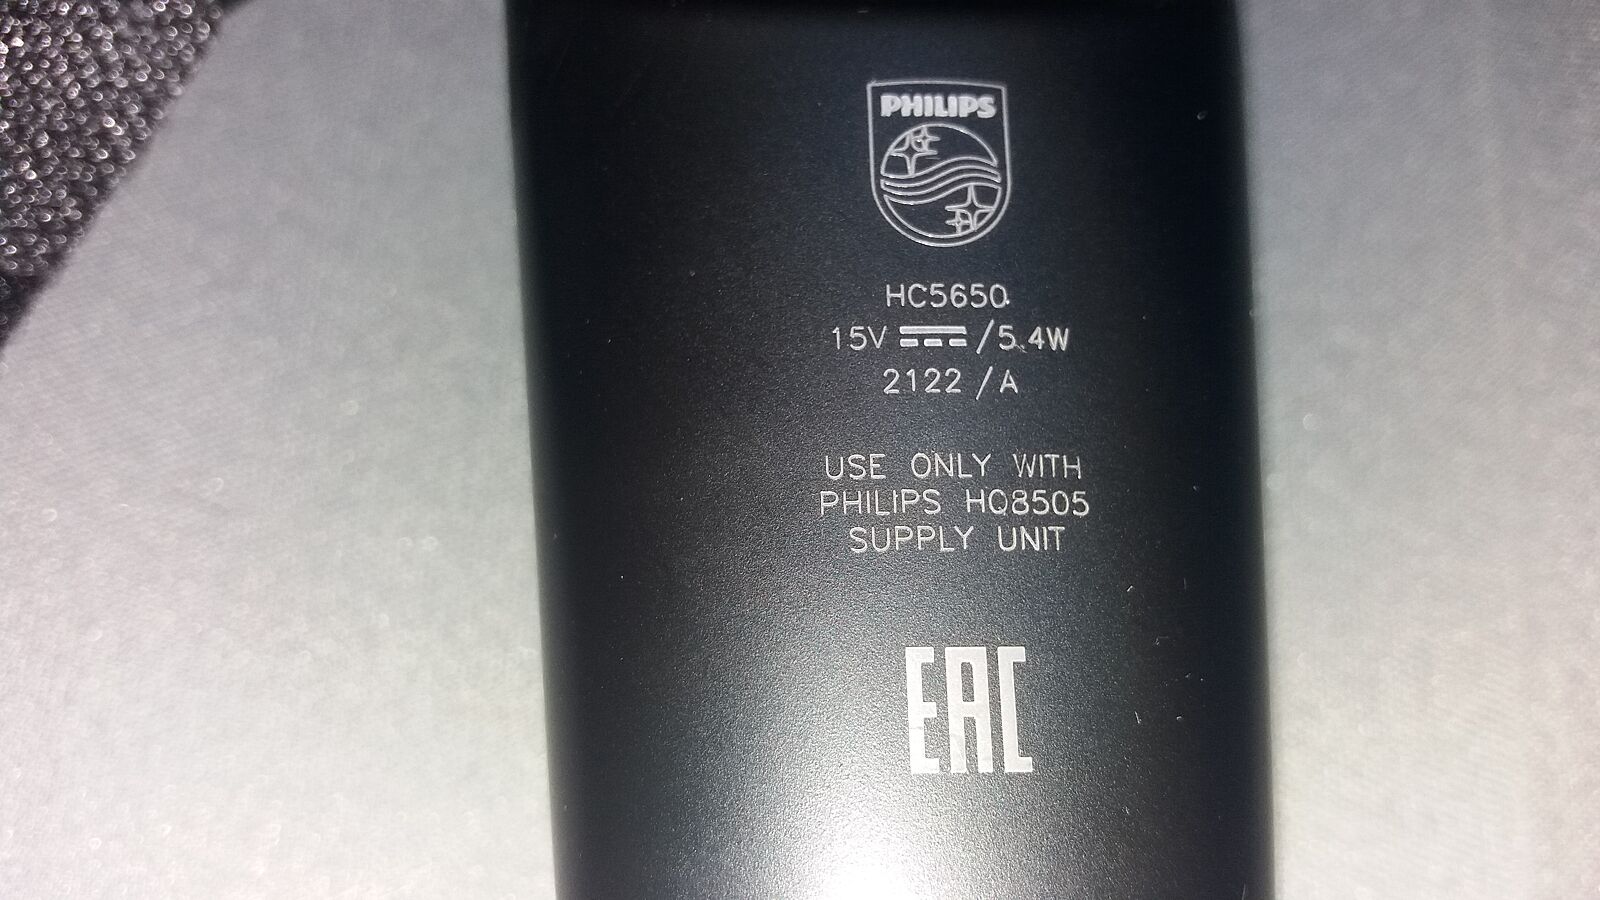 PHILIPS
HC5650
15V ⎓ /5.4W
2122 /A
USE ONLY WITH
PHILIPS HQ8505
SUPPLY UNIT
EAC